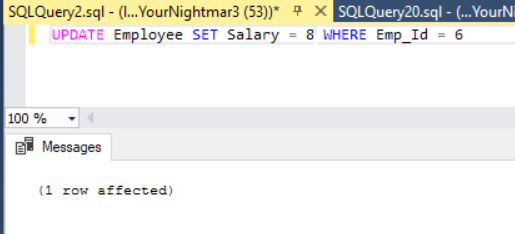 SQLQuery2.sql - (l...YourNightmar3 (53))* SQLQuery20.sql - (...YourNi
UPDATE Employee SET Salary = 8 WHERE Emp_Id = 6
100 %
Messages
(1 row affected)